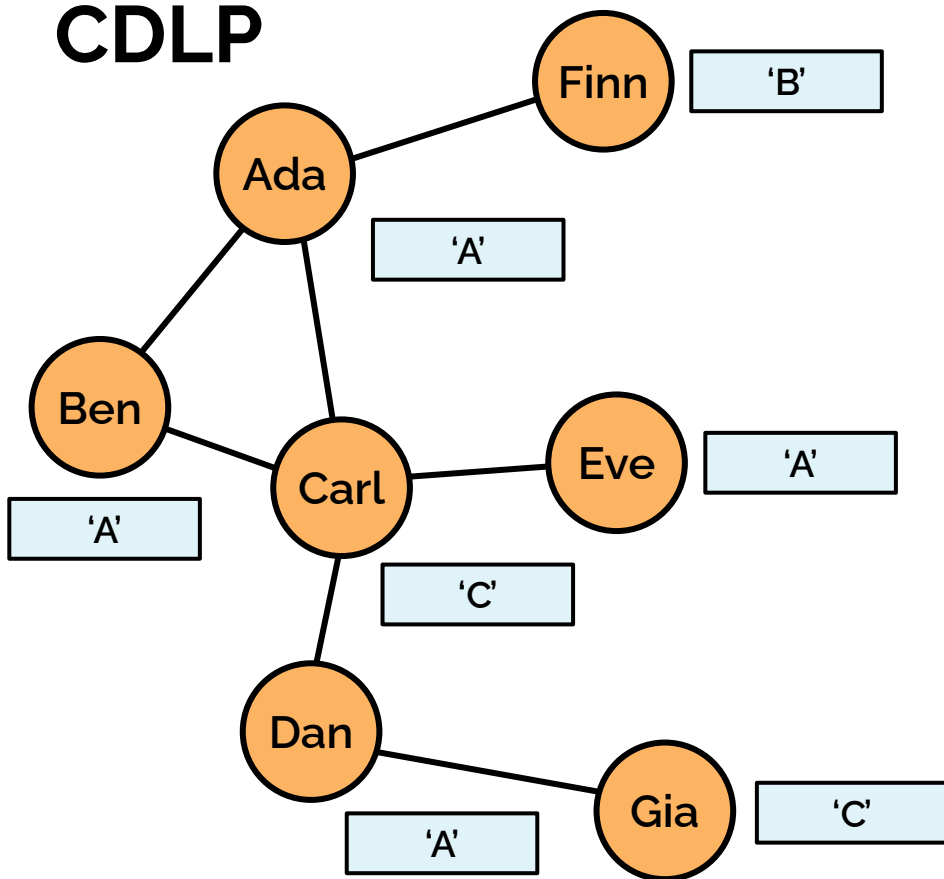 CDLP
Finn
‘B’
Ada
‘A’
Ben
‘A’
Carl
‘C’
Eve
‘A’
Dan
‘A’
Gia
‘C’